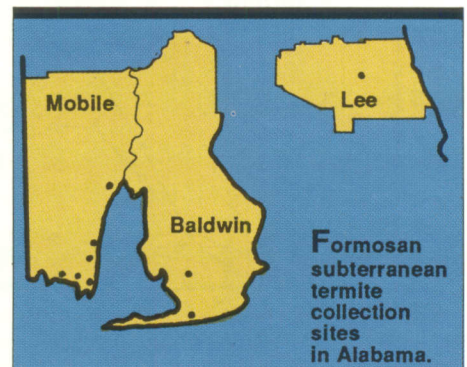 Mobile
Lee
Baldwin
Formosan
subterranean
termite
collection
sites
in Alabama.